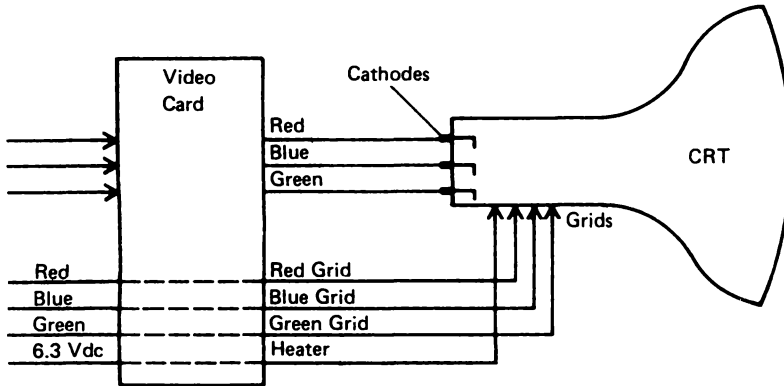 Video
Card
Cathodes
Red
Blue
Green
CRT
Grids
Red
Red Grid
Blue
Blue Grid
Green
Green Grid
6.3 Vdc
Heater